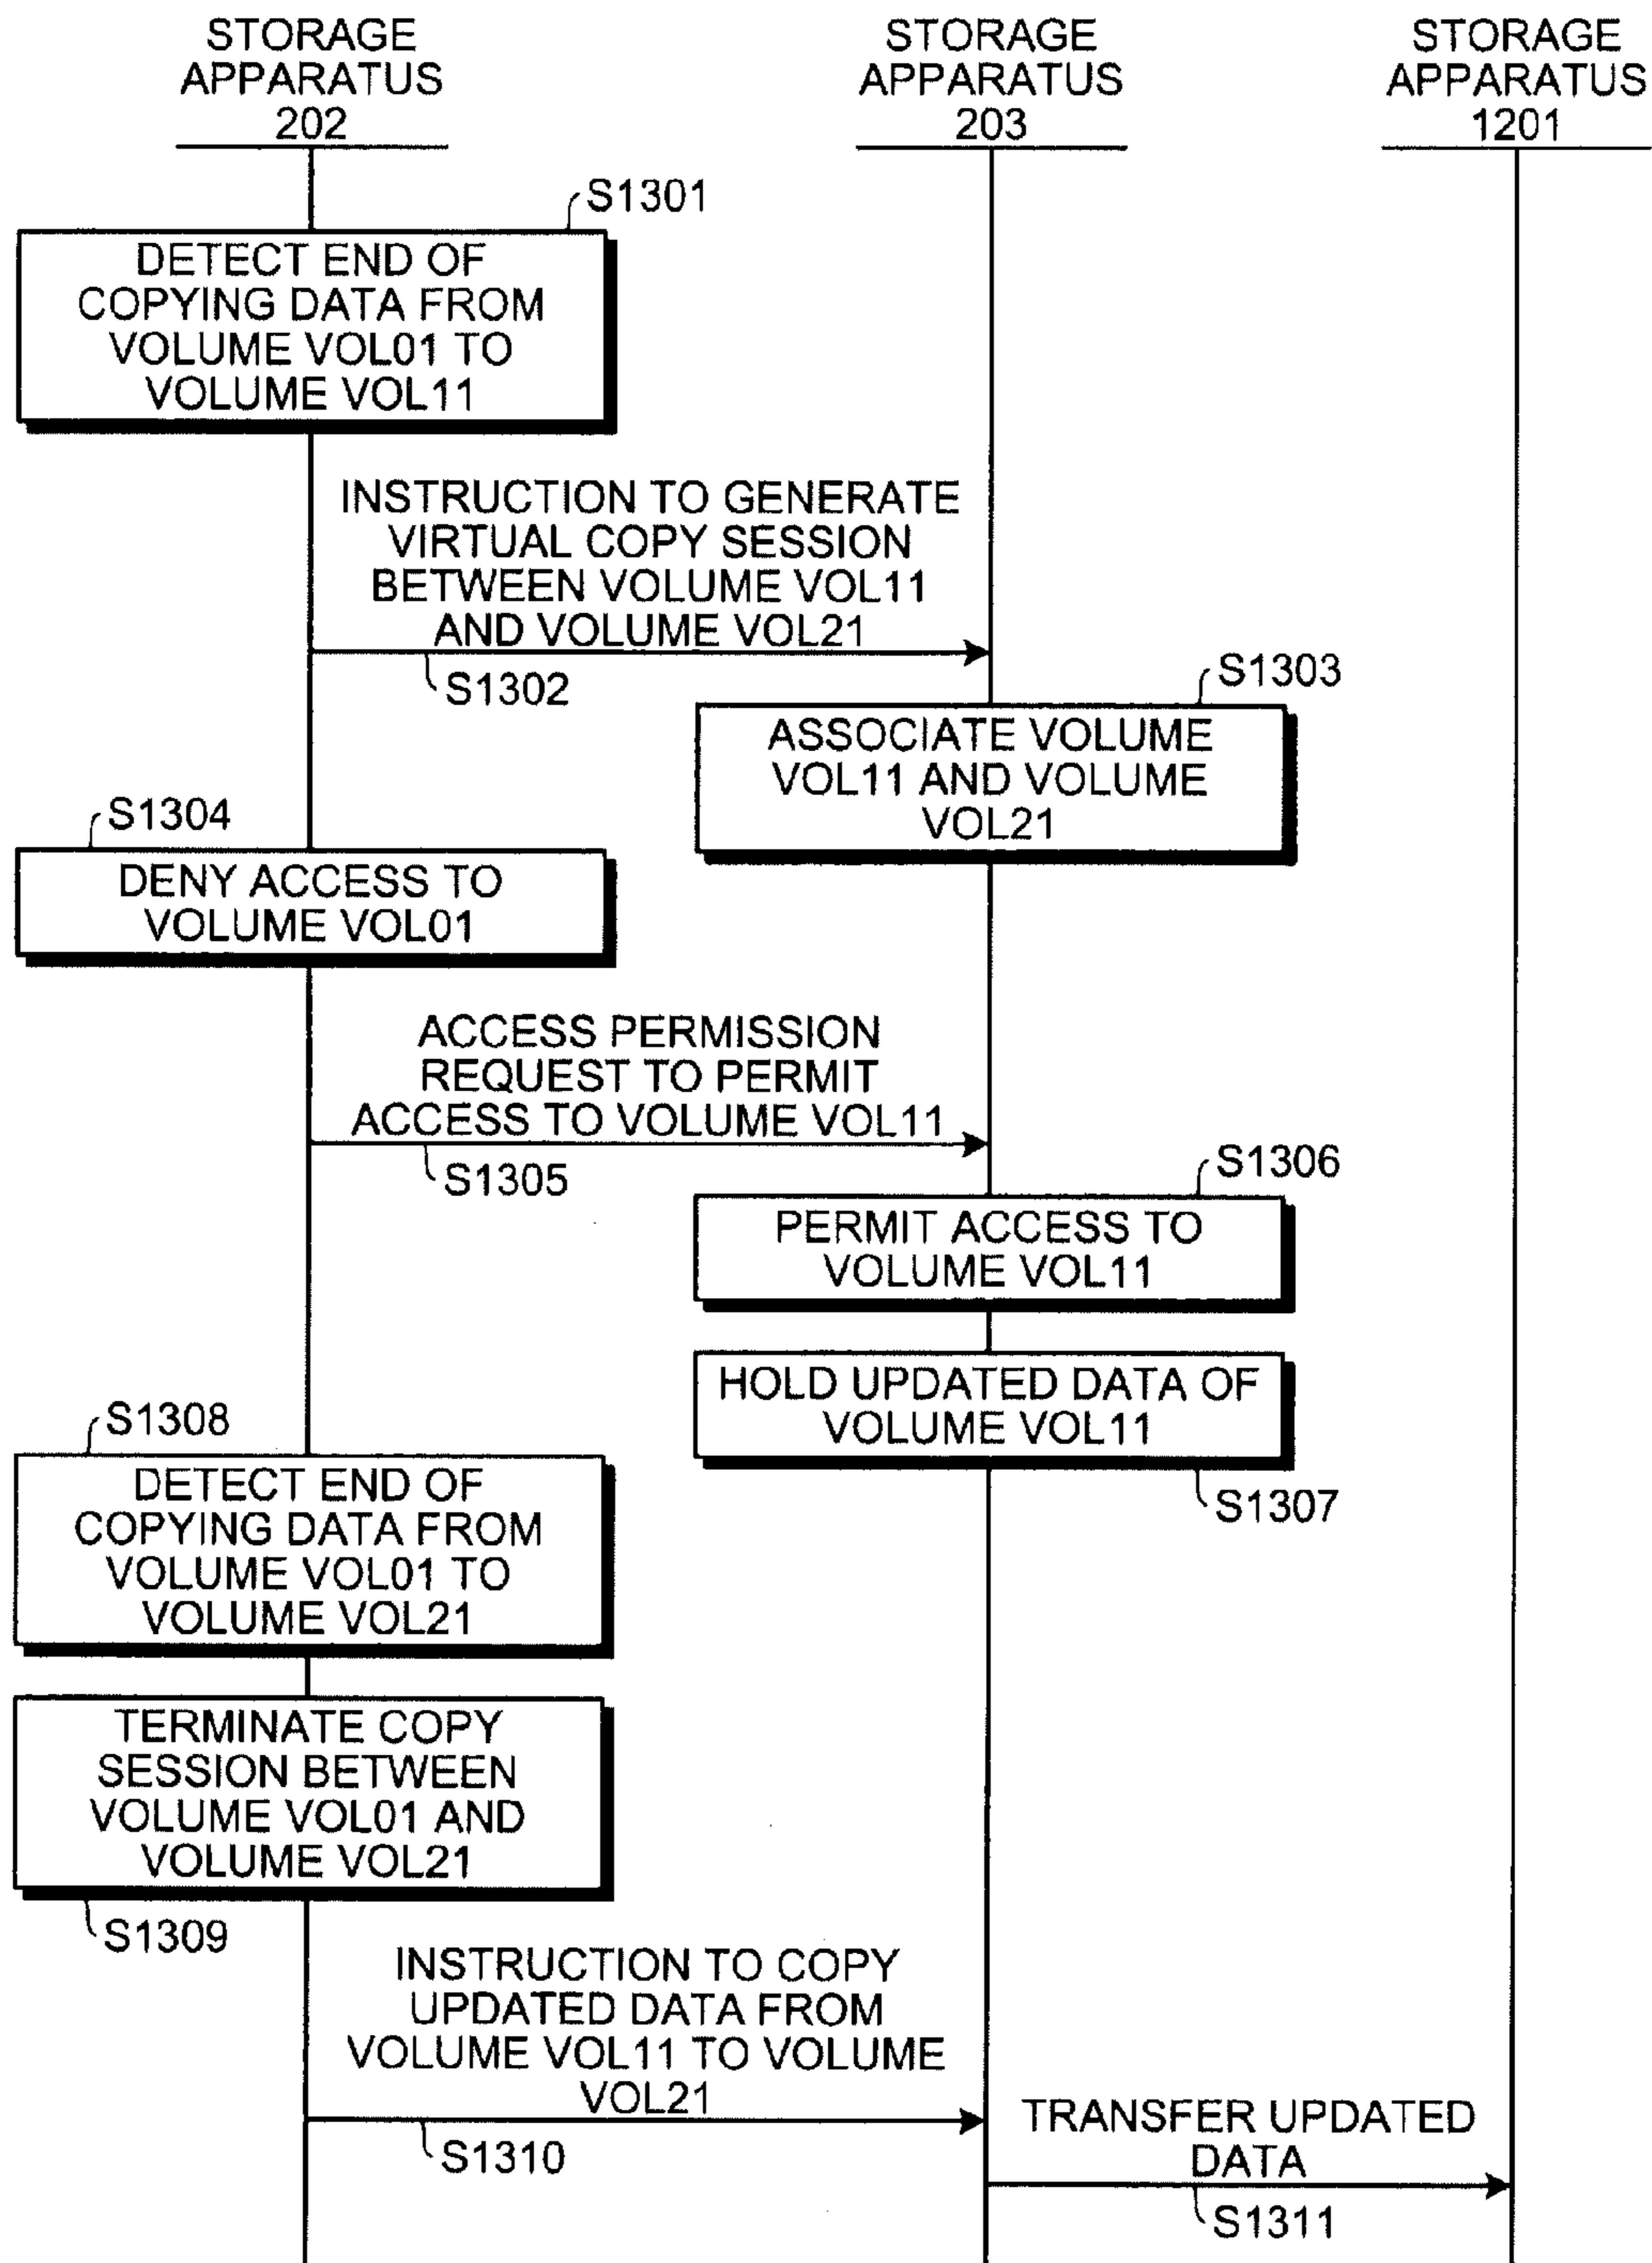 STORAGE
APPARATUS
202
STORAGE
APPARATUS
203
STORAGE
APPARATUS
1201
S1301
DETECT END OF
COPYING DATA FROM
VOLUME VOL01 TO
VOLUME VOL11
INSTRUCTION TO GENERATE
VIRTUAL COPY SESSION
BETWEEN VOLUME VOL11
AND VOLUME VOL21
S1302
S1303
ASSOCIATE VOLUME
VOL11 AND VOLUME
VOL21
S1304
DENY ACCESS TO
VOLUME VOL01
ACCESS PERMISSION
REQUEST TO PERMIT
ACCESS TO VOLUME VOL11
S1305
S1306
PERMIT ACCESS TO
VOLUME VOL11
HOLD UPDATED DATA OF
VOLUME VOL11
S1307
S1308
DETECT END OF
COPYING DATA FROM
VOLUME VOL01 TO
VOLUME VOL21
TERMINATE COPY
SESSION BETWEEN
VOLUME VOL01 AND
VOLUME VOL21
S1309
INSTRUCTION TO COPY
UPDATED DATA FROM
VOLUME VOL11 TO VOLUME
VOL21
S1310
TRANSFER UPDATED
DATA
S1311